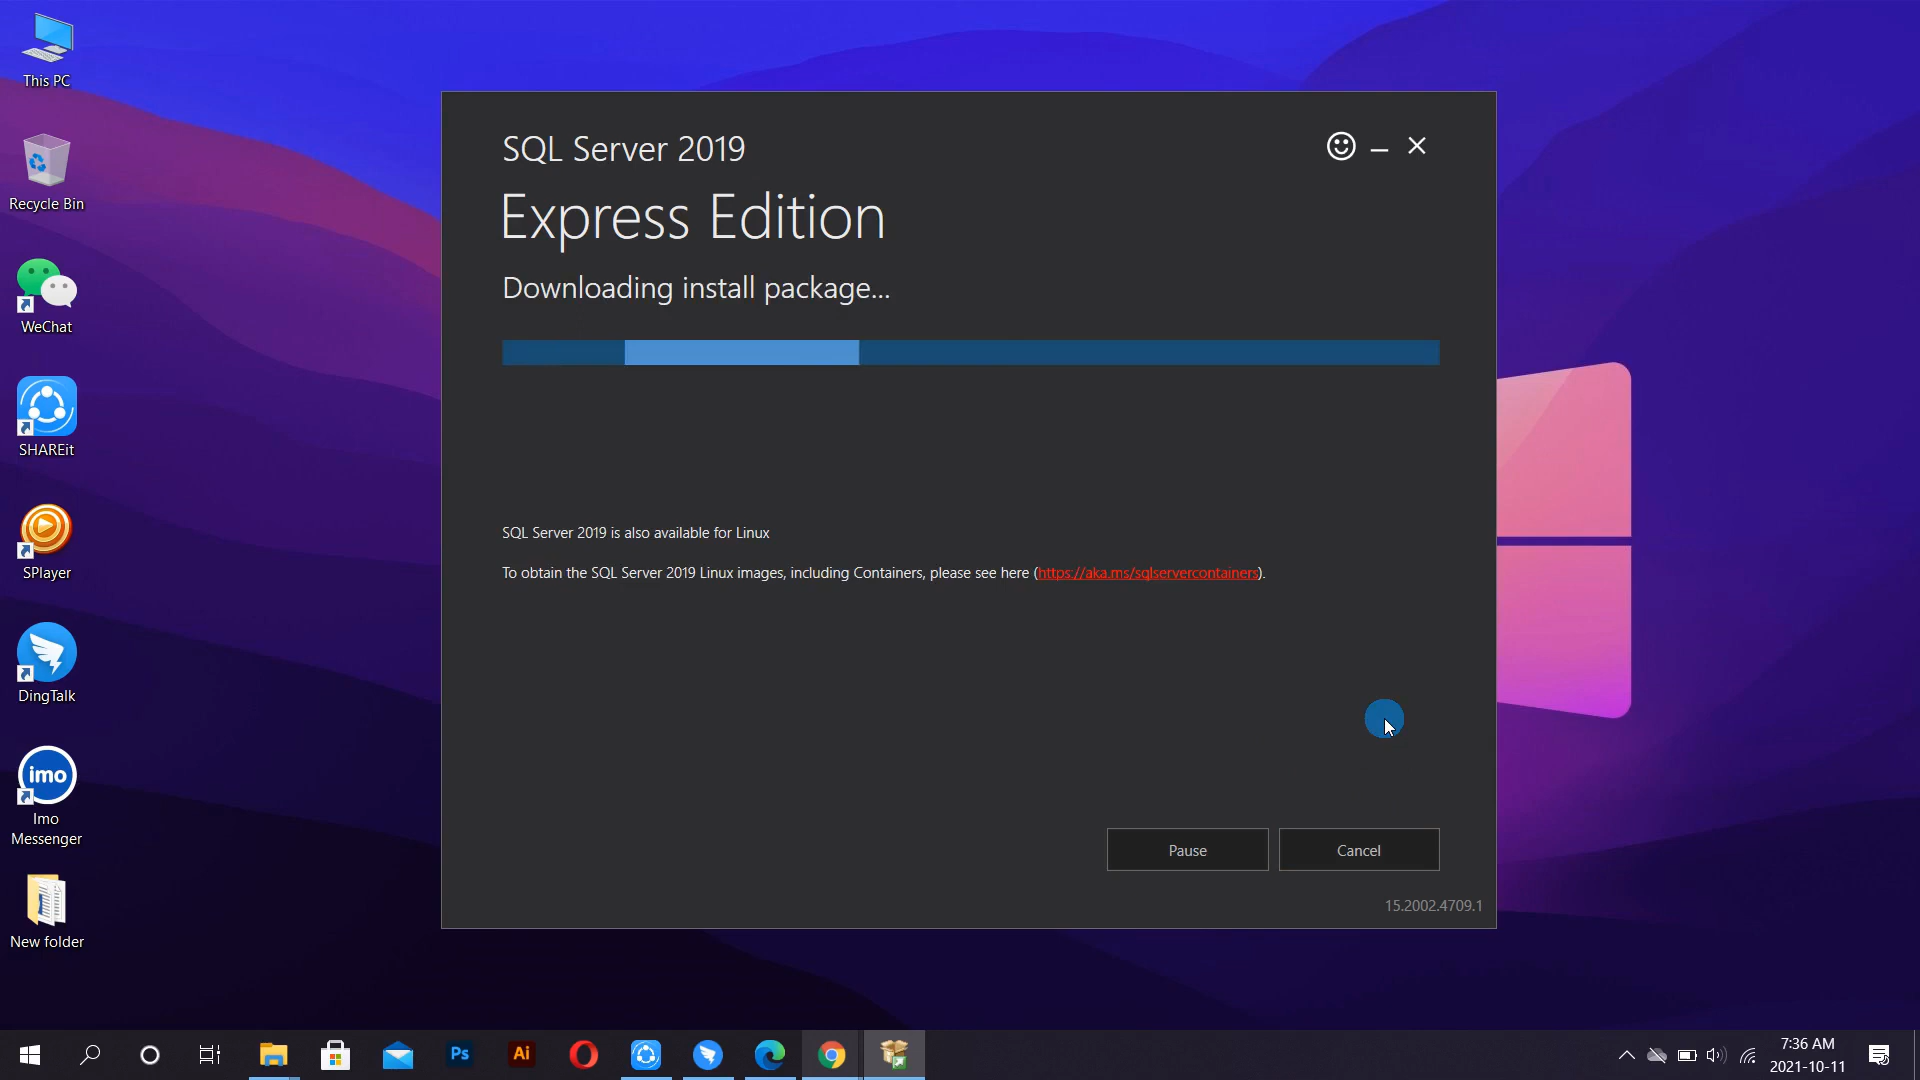 This PC
Recycle Bin
WeChat
SHAREit
SPlayer
DingTalk
imo
Imo
Messenger
New folder
SQL Server 2019
Express Edition
Downloading install package...
SQL Server 2019 is also available for Linux
To obtain the SQL Server 2019 Linux images, including Containers, please see here (https://aka.ms/sqlservercontainers).
Pause
Cancel
15.2002.4709.1
Ps
Ai
7:36 AM
2021-10-11